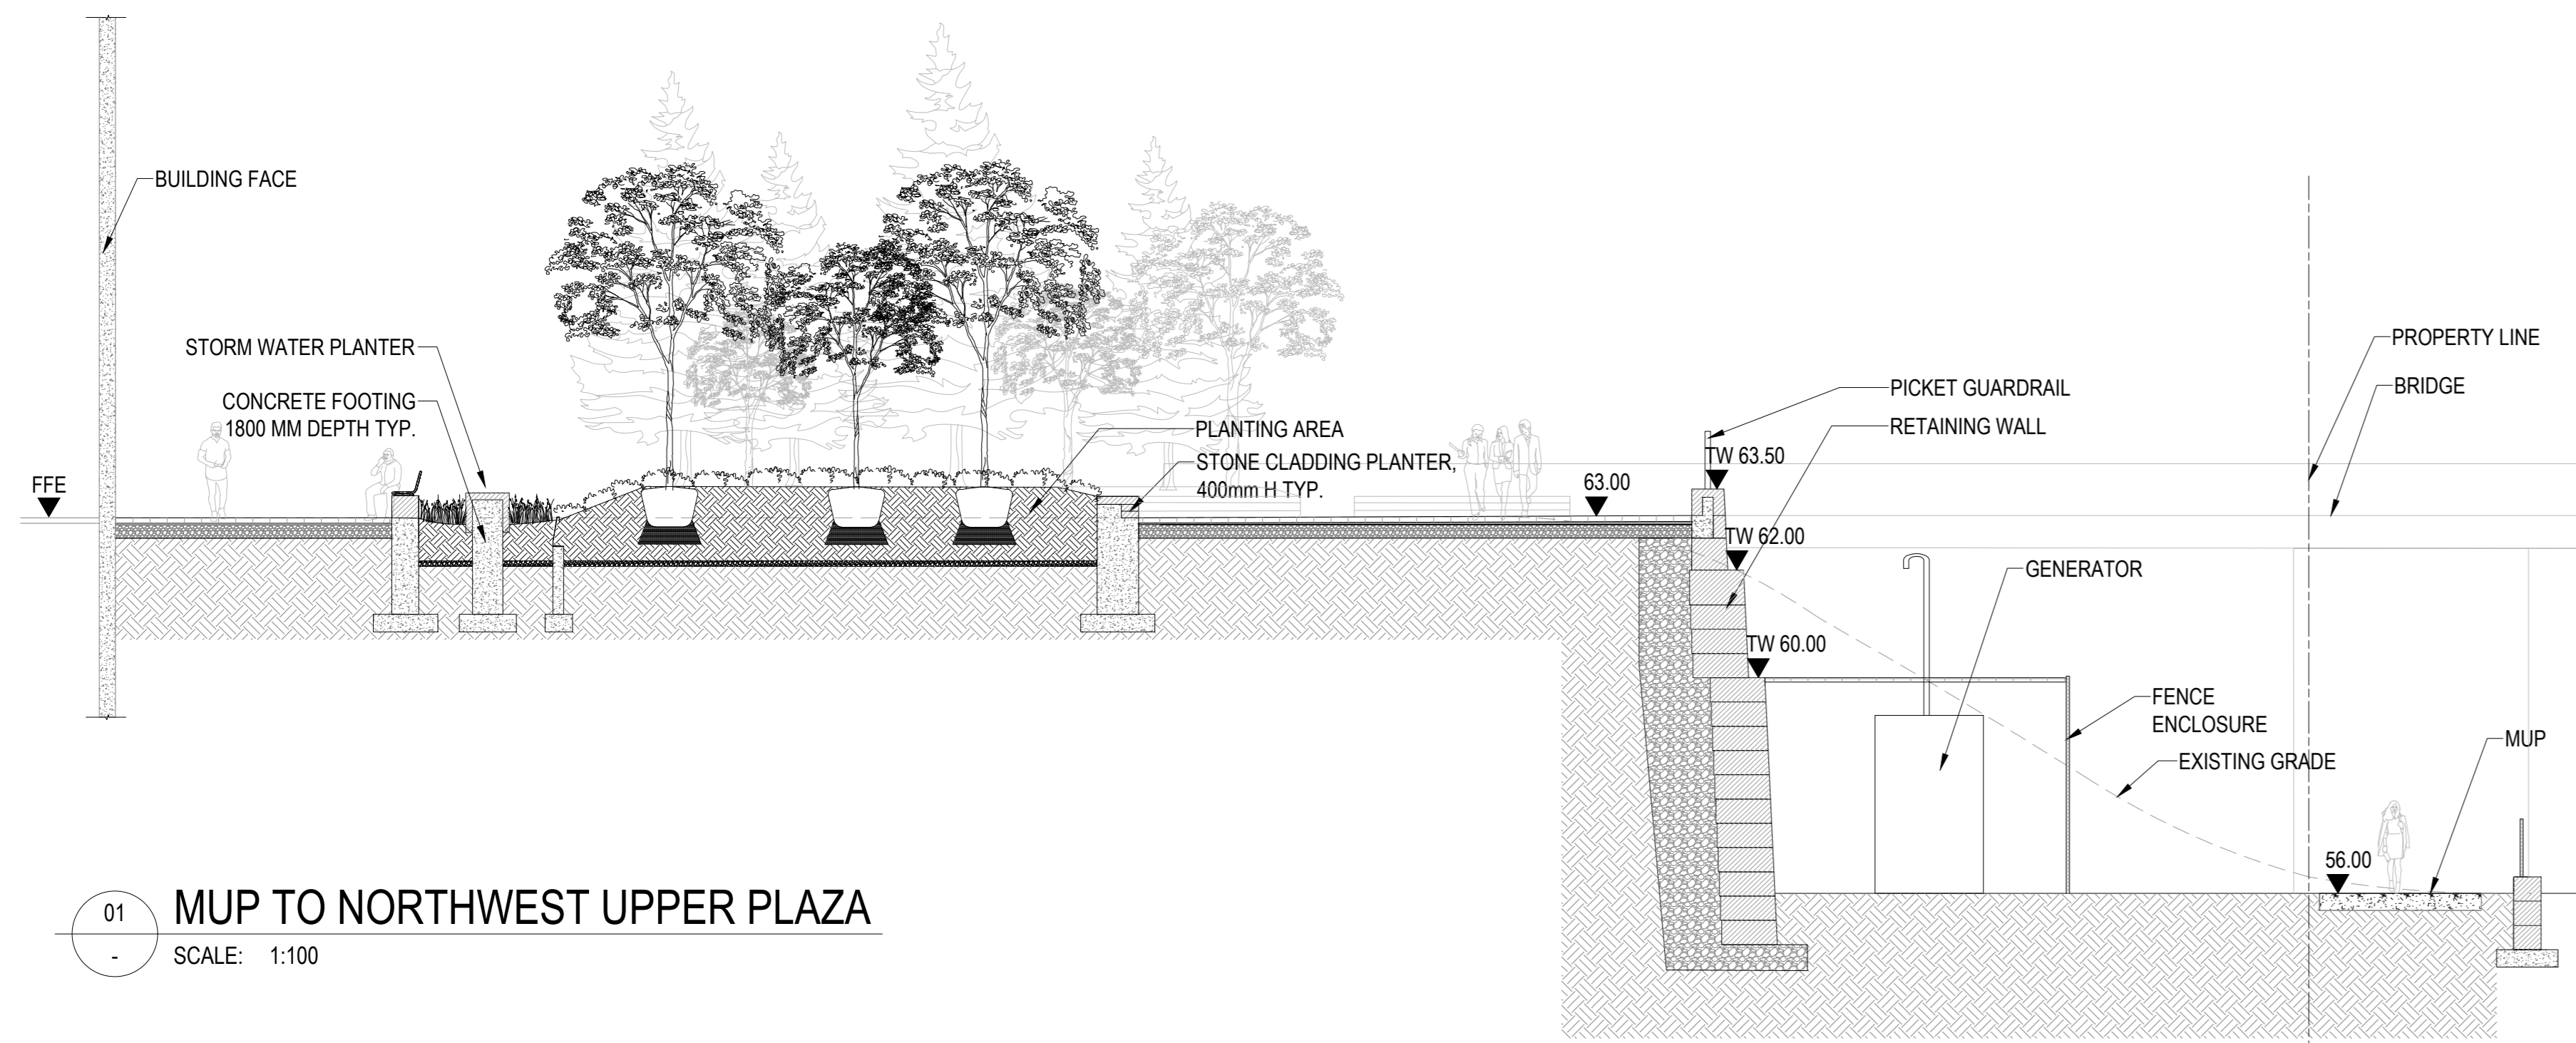 BUILDING FACE
STORM WATER PLANTER
CONCRETE FOOTING
1800 MM DEPTH TYP.
FFE
PLANTING AREA
STONE CLADDING PLANTER,
400mm H TYP.
63.00
PICKET GUARDRAIL
RETAINING WALL
TW 63.50
TW 62.00
TW 60.00
GENERATOR
PROPERTY LINE
BRIDGE
FENCE
ENCLOSURE
EXISTING GRADE
MUP
56.00
01
-
MUP TO NORTHWEST UPPER PLAZA
SCALE: 1:100